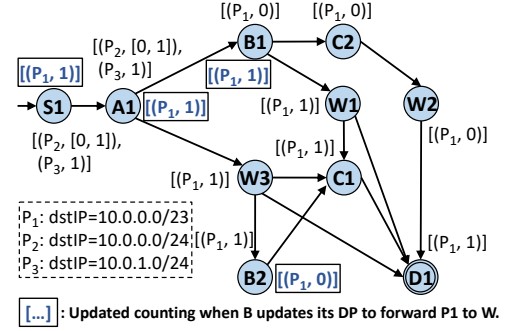 [(P1, 0)]
[(P1, 0)]
B1
C2
[(P2, [0, 1]),
(P3, 1)]
[(P1, 1)]
[(P1, 1)]
S1
A1
[(P1, 1)]
[(P1, 1)]
W1
W2
[(P2, [0, 1]),
(P3, 1)]
[(P1, 0)]
[(P1, 1)]
[(P1, 1)]
W3
C1
P1: dstIP=10.0.0.0/23
P2: dstIP=10.0.0.0/24
P3: dstIP=10.0.1.0/24
[(P1, 1)]
[(P1, 1)]
B2
[(P1, 0)]
D1
[...] : Updated counting when B updates its DP to forward P1 to W.